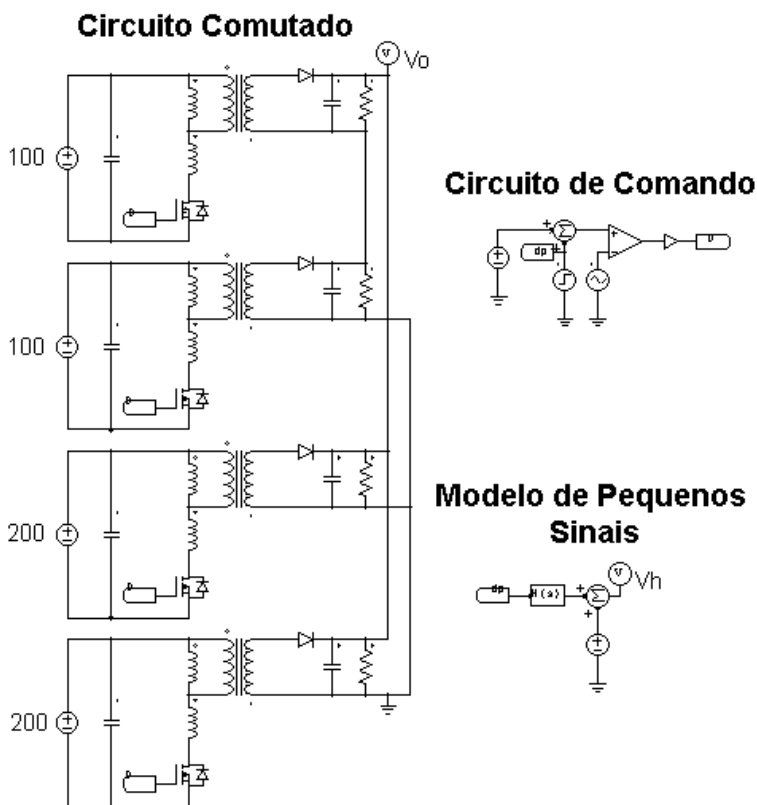 Circuito Comutado
Vo
100
Circuito de Comando
dp
D
D
100
D
200
Modelo de Pequenos
Sinais
dp
H(s)
Vh
D
200
D